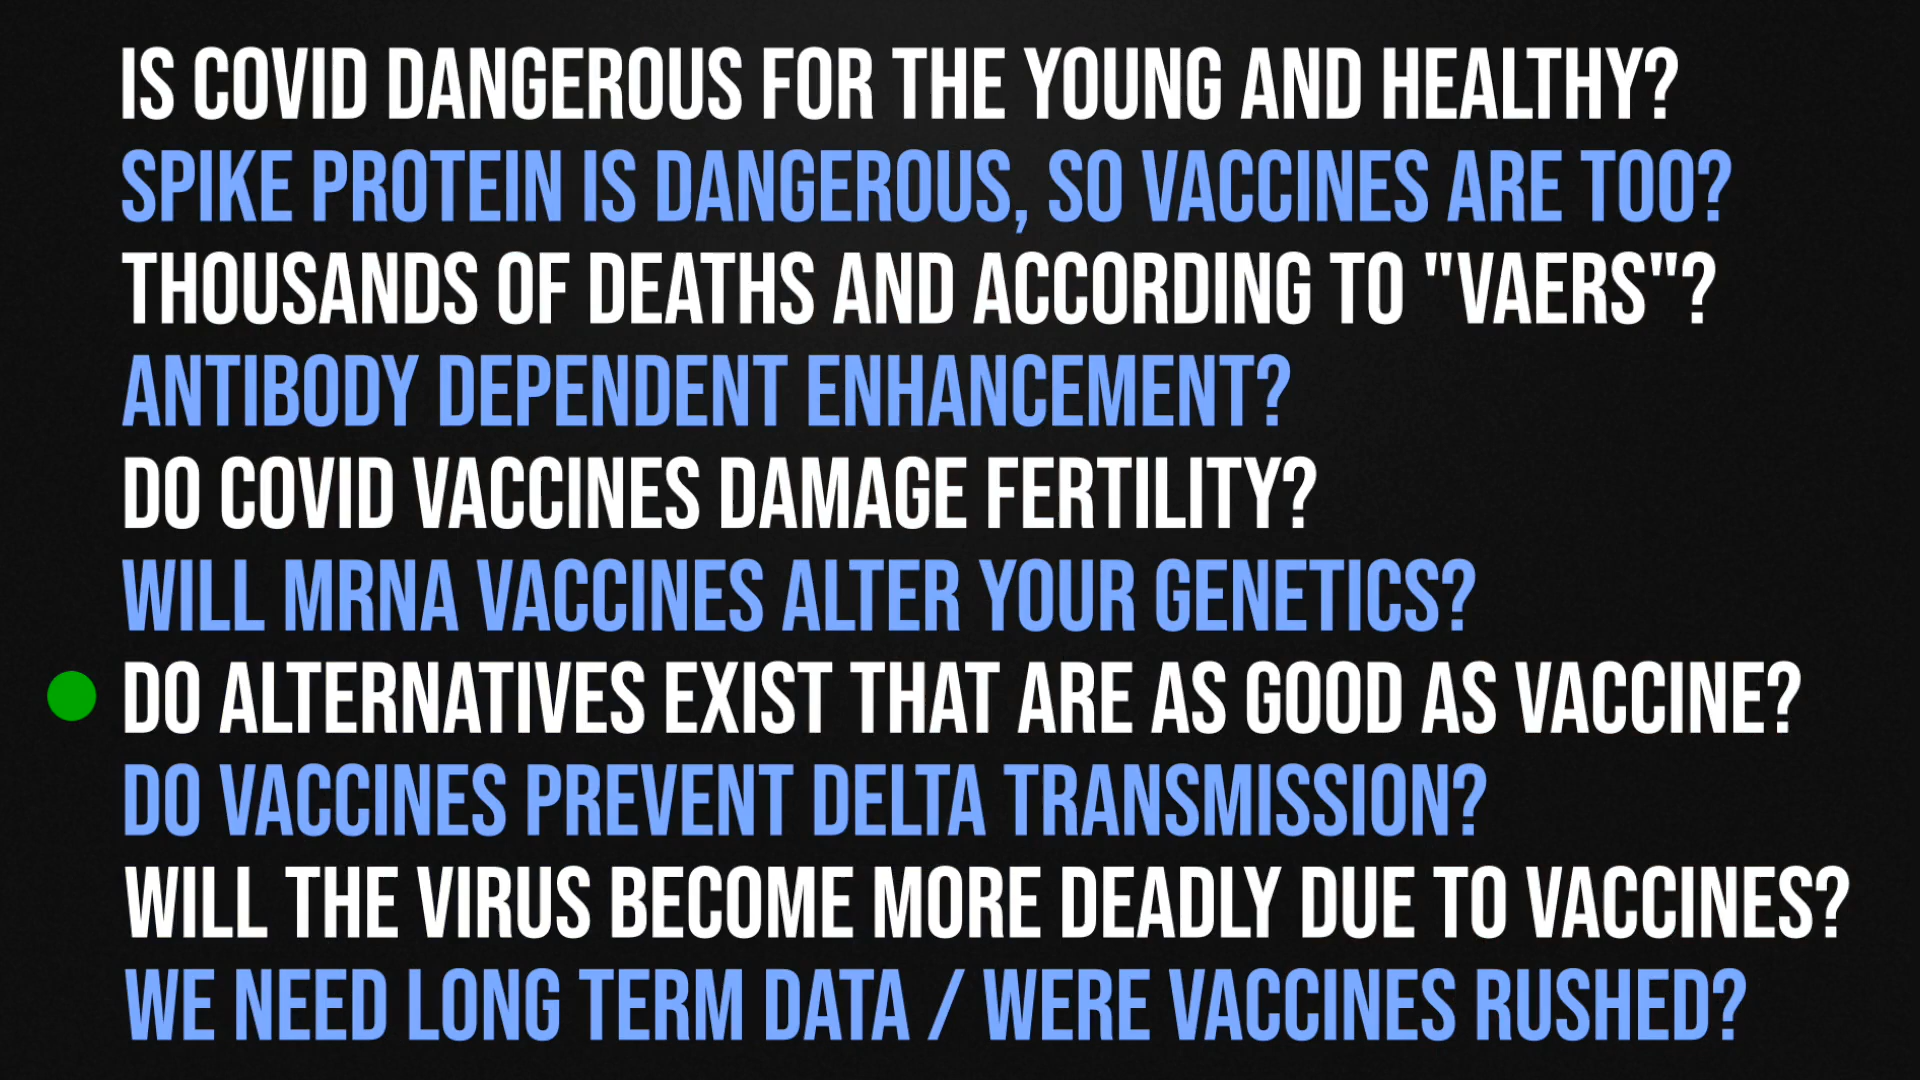 IS COVID DANGEROUS FOR THE YOUNG AND HEALTHY?
SPIKE PROTEIN IS DANGEROUS, SO VACCINES ARE TOO?
THOUSANDS OF DEATHS AND ACCORDING TO "VAERS"?
ANTIBODY DEPENDENT ENHANCEMENT?
DO COVID VACCINES DAMAGE FERTILITY?
WILL MRNA VACCINES ALTER YOUR GENETICS?
DO ALTERNATIVES EXIST THAT ARE AS GOOD AS VACCINE?
DO VACCINES PREVENT DELTA TRANSMISSION?
WILL THE VIRUS BECOME MORE DEADLY DUE TO VACCINES?
WE NEED LONG TERM DATA / WERE VACCINES RUSHED?